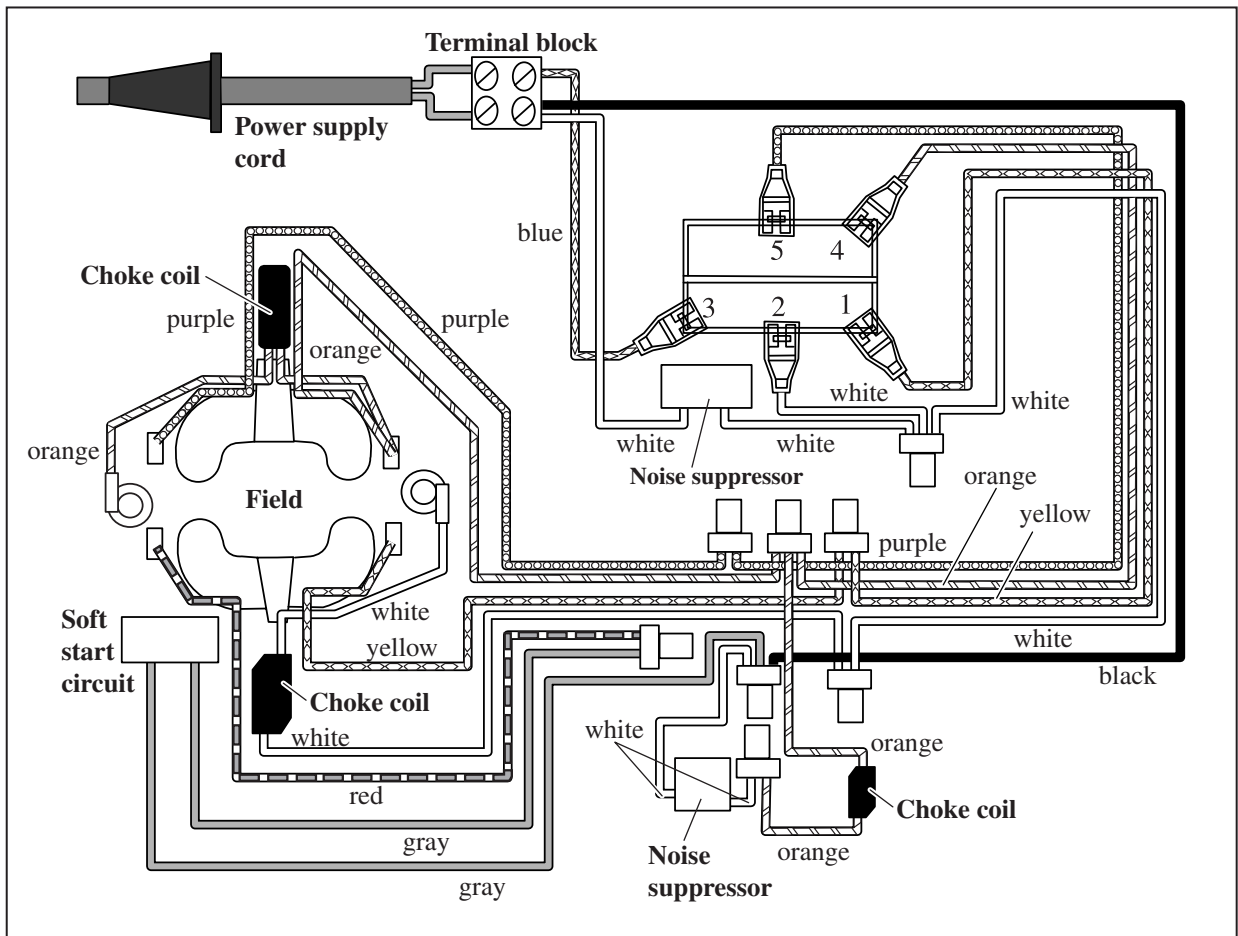 Terminal block
Power supply
cord
blue
5
4
3
2
1
Choke coil
purple
purple
orange
orange
white
white
white
white
Noise suppressor
Field
orange
yellow
purple
white
yellow
white
black
Soft
start
circuit
Choke coil
white
white
orange
red
Choke coil
gray
orange
Noise
suppressor
gray